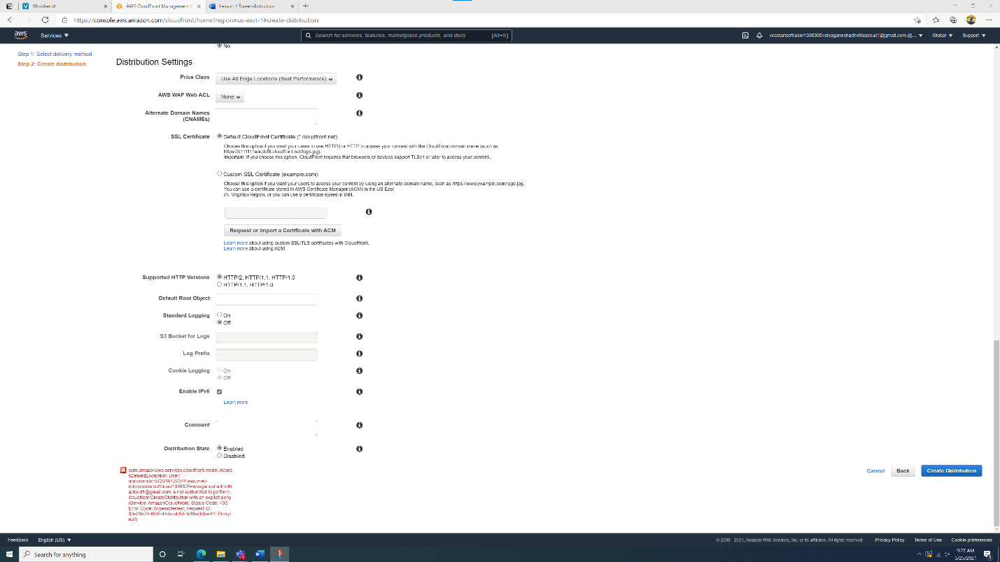 Workbench
AWS CloudFront Management C
Lesson 4 Screenshots.docx
https://console.aws.amazon.com/cloudfront/home?region=us-east-1#create-distribution:
aws
Services
Search for services, features, marketplace products, and docs
[Alt+S]
vocstartsoft/user1336305=sivaganeshadhvithacloud1@gmail.com @...
Global
Support
Step 1: Select delivery method
Step 2: Create distribution
No
Distribution Settings
Price Class
Use All Edge Locations (Best Performance)
AWS WAF Web ACL
None
Alternate Domain Names
(CNAMEs)
SSL Certificate
Default CloudFront Certificate (*.cloudfront.net)
Choose this option if you want your users to use HTTPS or HTTP to access your content with the CloudFront domain name (such as
https://d111111abcdef8.cloudfront.net/logo.jpg).
Important: If you choose this option, CloudFront requires that browsers or devices support TLSv1 or later to access your content.
Custom SSL Certificate (example.com):
Choose this option if you want your users to access your content by using an alternate domain name, such as https://www.example.com/logo.jpg.
You can use a certificate stored in AWS Certificate Manager (ACM) in the US East
(N. Virginia) Region, or you can use a certificate stored in IAM.
Request or Import a Certificate with ACM
Learn more about using custom SSL/TLS certificates with CloudFront.
Learn more about using ACM.
Supported HTTP Versions
HTTP/2, HTTP/1.1, HTTP/1.0
HTTP/1.1, HTTP/1.0
Default Root Object
Standard Logging
On
Off
S3 Bucket for Logs
Log Prefix
Cookie Logging
On
Off
Enable IPv6
Learn more
Comment
Distribution State
Enabled
Disabled
com.amazonaws.services.cloudfront.model.Acces
sDeniedException: User:
arn:aws:sts::972219427344:assumed-
role/vocstartsoft/user1336305=sivaganeshadhvith
acloud1@gmail.com is not authorized to perform:
cloudfront:CreateDistribution with an explicit deny
(Service: AmazonCloudFront; Status Code: 403;
Error Code: AccessDenied; Request ID:
3de29a74-6f95-44da-ab59-3cf8ecb6ac61; Proxy:
null)
Cancel
Back
Create Distribution
Feedback
English (US)
© 2008 - 2021, Amazon Web Services, Inc. or its affiliates. All rights reserved.
Privacy Policy
Terms of Use
Cookie preferences
Search for anything
9:27 AM
5/25/2021